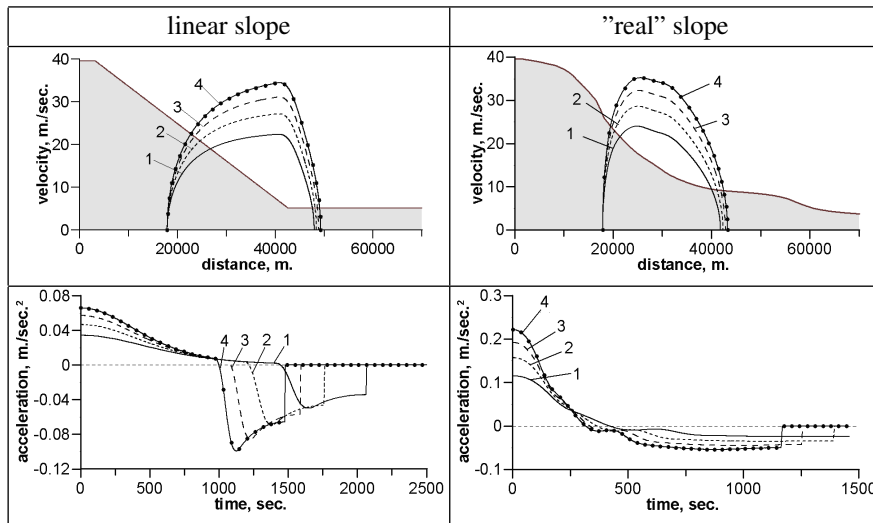 linear slope
"real" slope
velocity, m./sec.
40
30
20
10
0
4
3
2
1
0 20000 40000 60000
distance, m.
velocity, m./sec.
40
30
20
10
0
4
2
3
1
0 20000 40000 60000
distance, m.
acceleration, m./sec.²
0.08
0.04
0
-0.04
-0.08
-0.12
4 3 2 1
0 500 1000 1500 2000 2500
time, sec.
acceleration, m./sec.²
0.3
0.2
0.1
0
-0.1
4
3
2
1
0 500 1000 1500
time, sec.